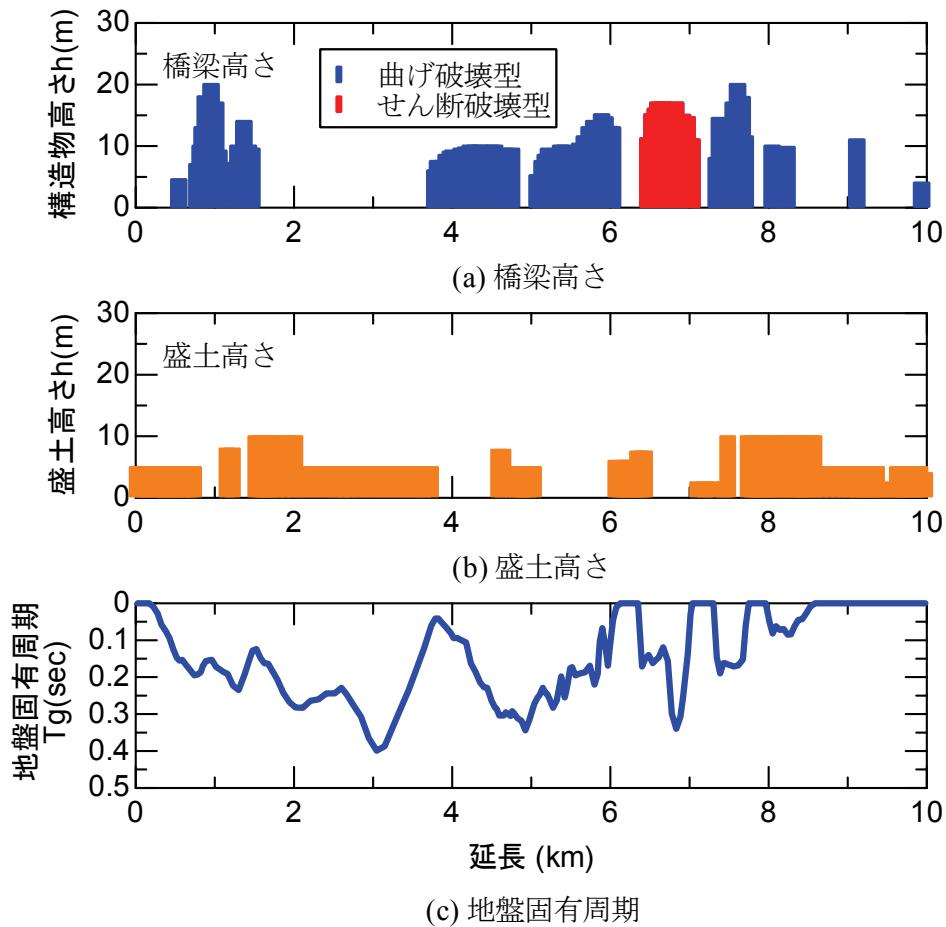 構造物高さh(m)
30
20
10
0
橋梁高さ
曲げ破壊型
せん断破壊型
0 2 4 6 8 10
(a) 橋梁高さ
盛土高さh(m)
30
20
10
0
盛土高さ
0 2 4 6 8 10
(b) 盛土高さ
地盤固有周期
Tg(sec)
0
0.1
0.2
0.3
0.4
0.5
0 2 4 6 8 10
延長 (km)
(c) 地盤固有周期